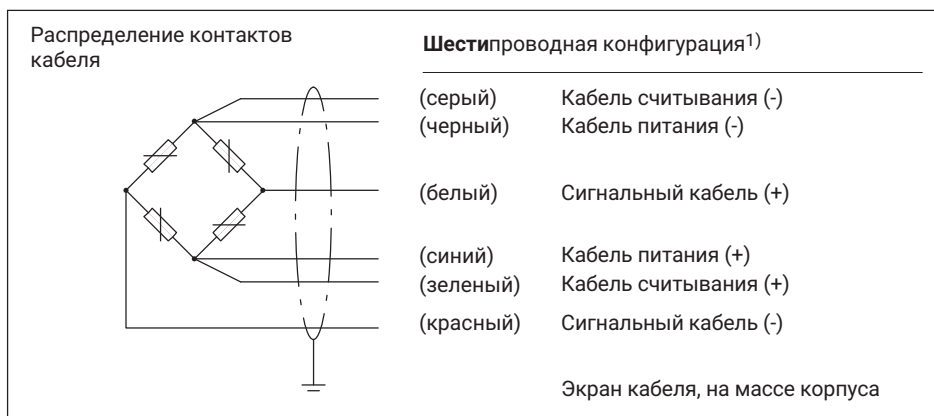 Распределение контактов
кабеля
Шестипроводная конфигурация1)
(серый) Кабель считывания (-)
(черный) Кабель питания (-)
(белый) Сигнальный кабель (+)
(синий) Кабель питания (+)
(зеленый) Кабель считывания (+)
(красный) Сигнальный кабель (-)
Экран кабеля, на массе корпуса